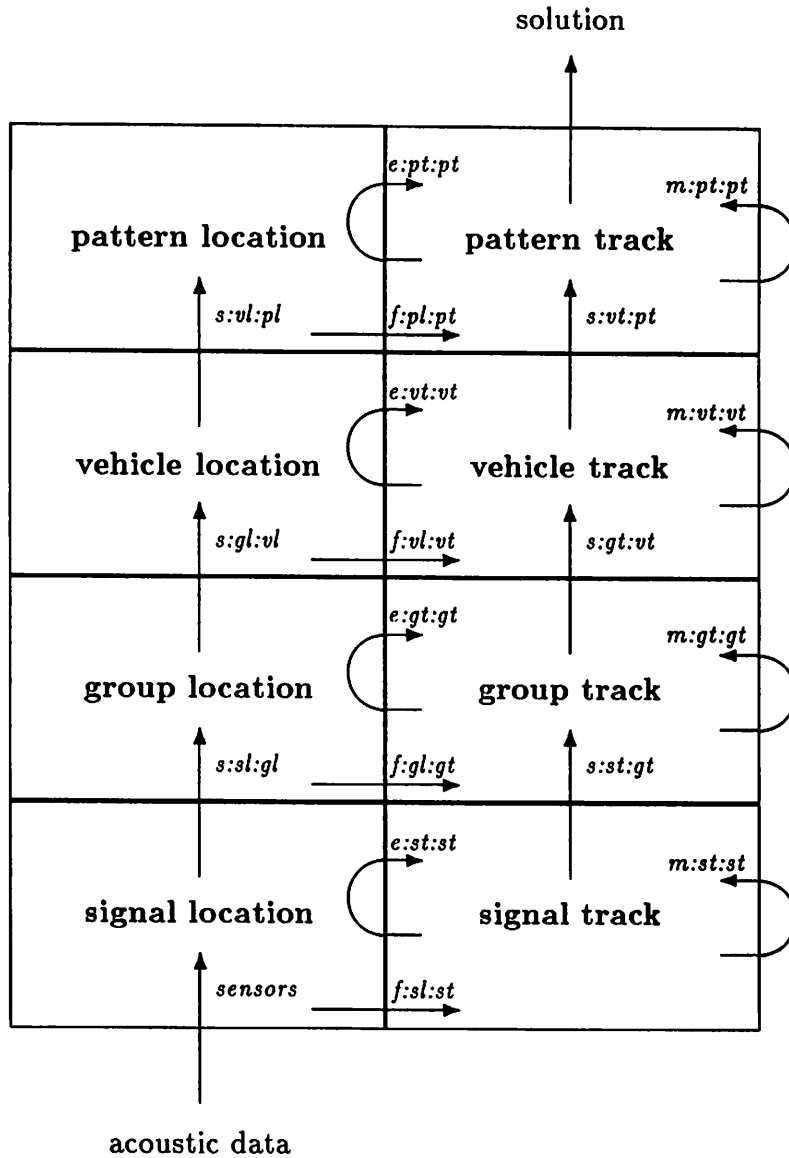 solution
e:pt:pt
m:pt:pt
pattern location
pattern track
s:vl:pl
f:pl:pt
s:vt:pt
e:vt:vt
m:vt:vt
vehicle location
vehicle track
s:gl:vl
f:vl:vt
s:gt:vt
e:gt:gt
m:gt:gt
group location
group track
s:sl:gl
f:gl:gt
s:st:gt
e:st:st
m:st:st
signal location
signal track
sensors
f:sl:st
acoustic data